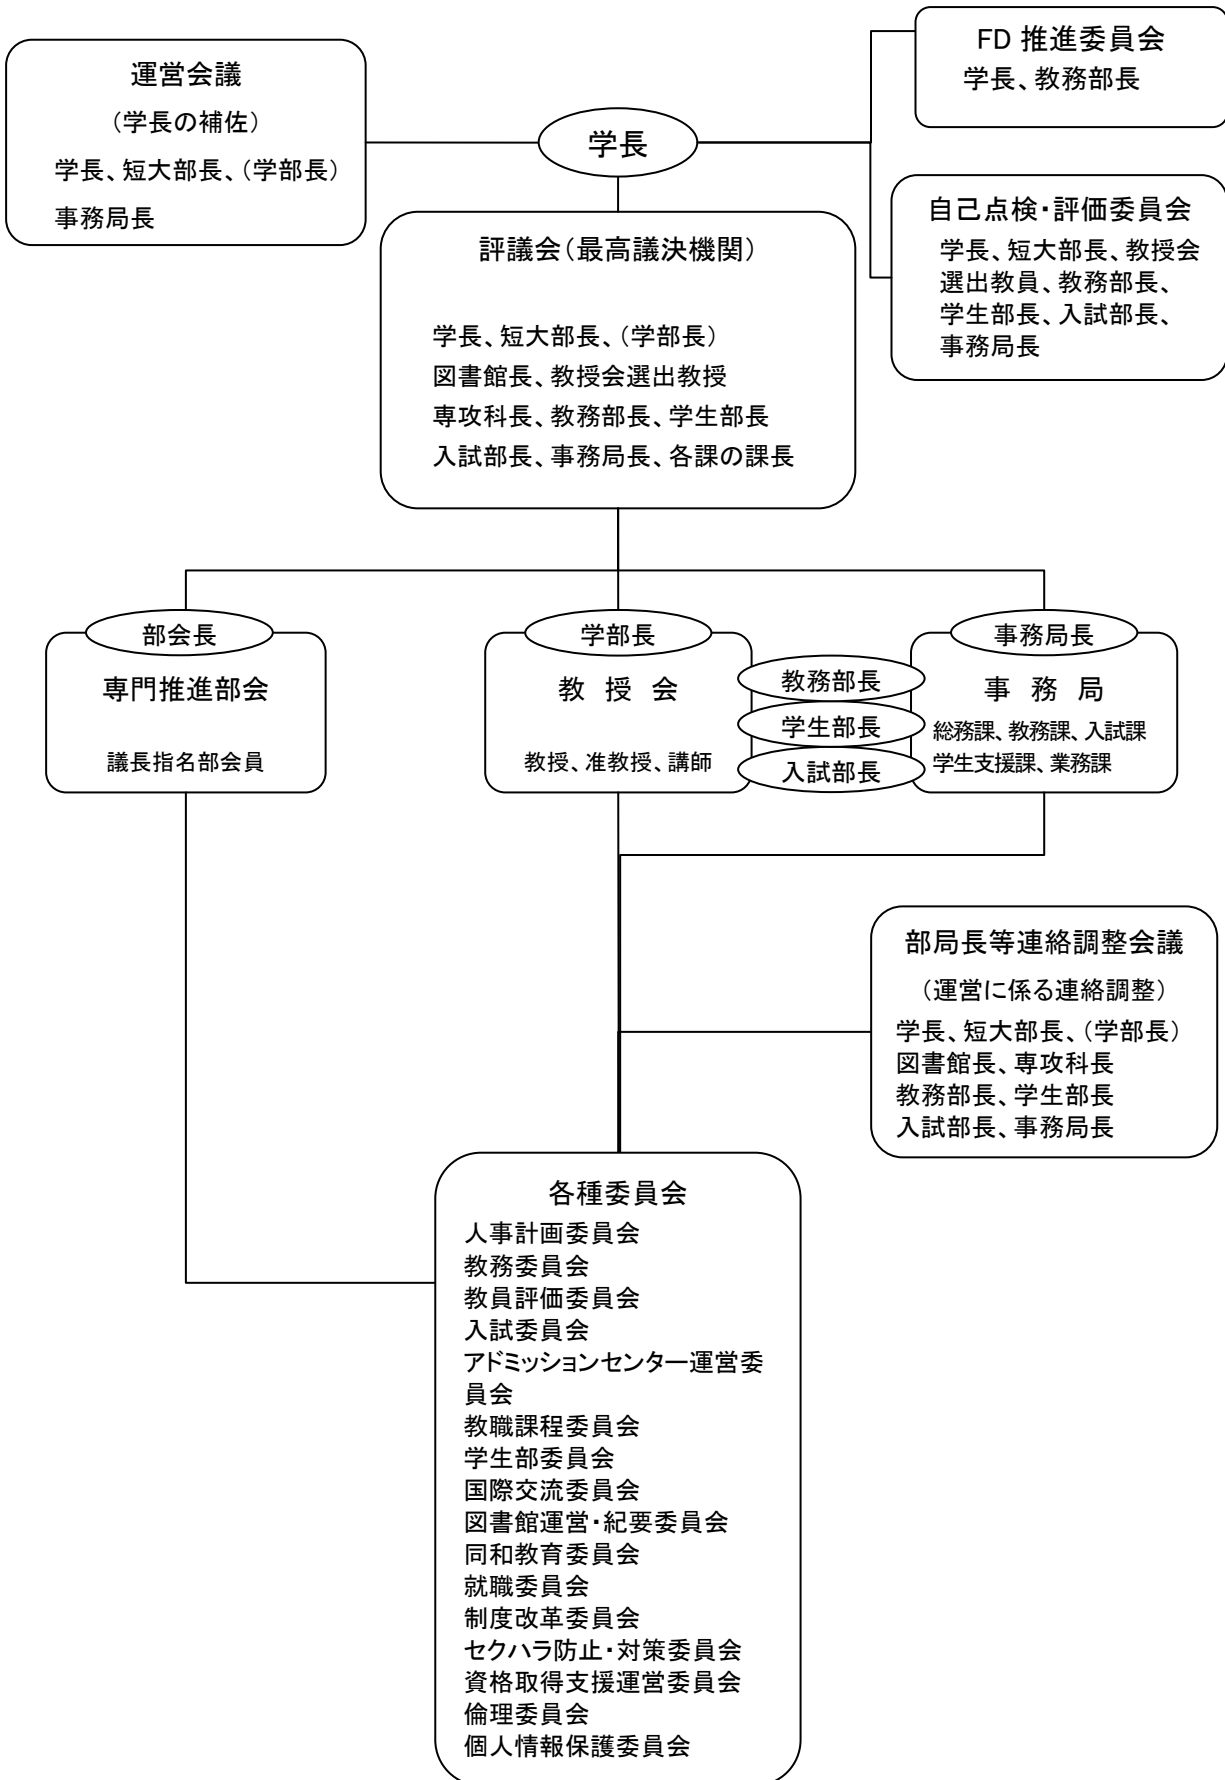 運営会議
（学長の補佐）
学長、短大部長、（学部長）
事務局長
学長
FD 推進委員会
学長、教務部長
自己点検・評価委員会
学長、短大部長、教授会
選出教員、教務部長、
学生部長、入試部長、
事務局長
評議会（最高議決機関）
学長、短大部長、（学部長）
図書館長、教授会選出教授
専攻科長、教務部長、学生部長
入試部長、事務局長、各課の課長
部会長
専門推進部会
議長指名部会員
学部長
教 授 会
教授、准教授、講師
教務部長
学生部長
入試部長
事務局長
事 務 局
総務課、教務課、入試課
学生支援課、業務課
部局長等連絡調整会議
（運営に係る連絡調整）
学長、短大部長、（学部長）
図書館長、専攻科長
教務部長、学生部長
入試部長、事務局長
各種委員会
人事計画委員会
教務委員会
教員評価委員会
入試委員会
アドミッションセンター運営委
員会
教職課程委員会
学生部委員会
国際交流委員会
図書館運営・紀要委員会
同和教育委員会
就職委員会
制度改革委員会
セクハラ防止・対策委員会
資格取得支援運営委員会
倫理委員会
個人情報保護委員会